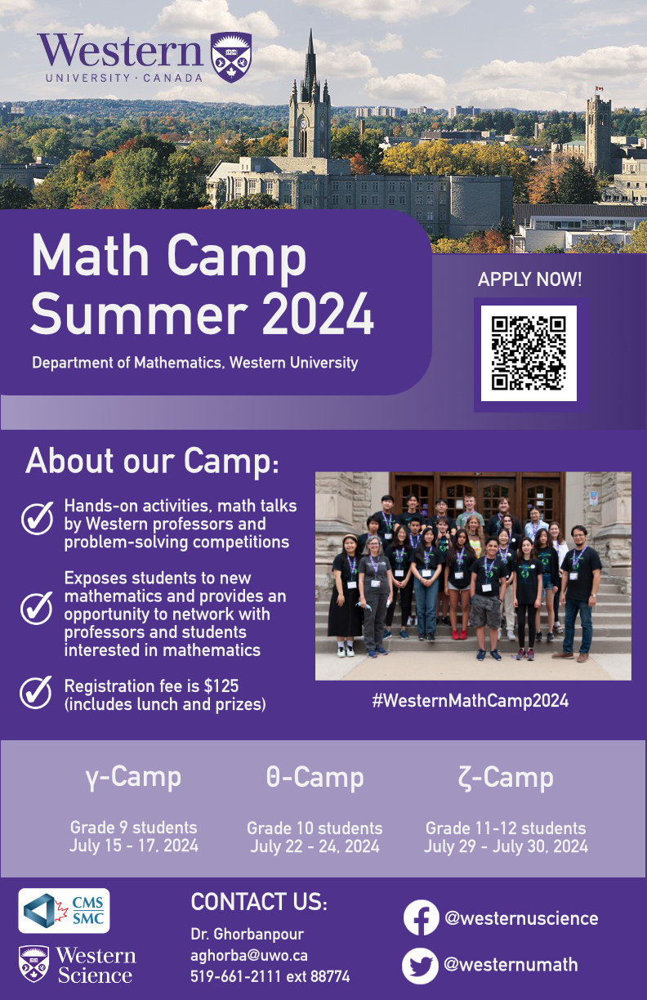 Western
UNIVERSITY · CANADA
Math Camp
Summer 2024
Department of Mathematics, Western University
APPLY NOW!
About our Camp:
Hands-on activities, math talks
by Western professors and
problem-solving competitions
Exposes students to new
mathematics and provides an
opportunity to network with
professors and students
interested in mathematics
Registration fee is $125
(includes lunch and prizes)
#WesternMathCamp2024
γ-Camp
Grade 9 students
July 15 - 17, 2024
θ-Camp
Grade 10 students
July 22 - 24, 2024
ζ-Camp
Grade 11-12 students
July 29 - July 30, 2024
CMS
SMC
Western
Science
CONTACT US:
Dr. Ghorbanpour
aghorba@uwo.ca
519-661-2111 ext 88774
@westernuscience
@westernumath